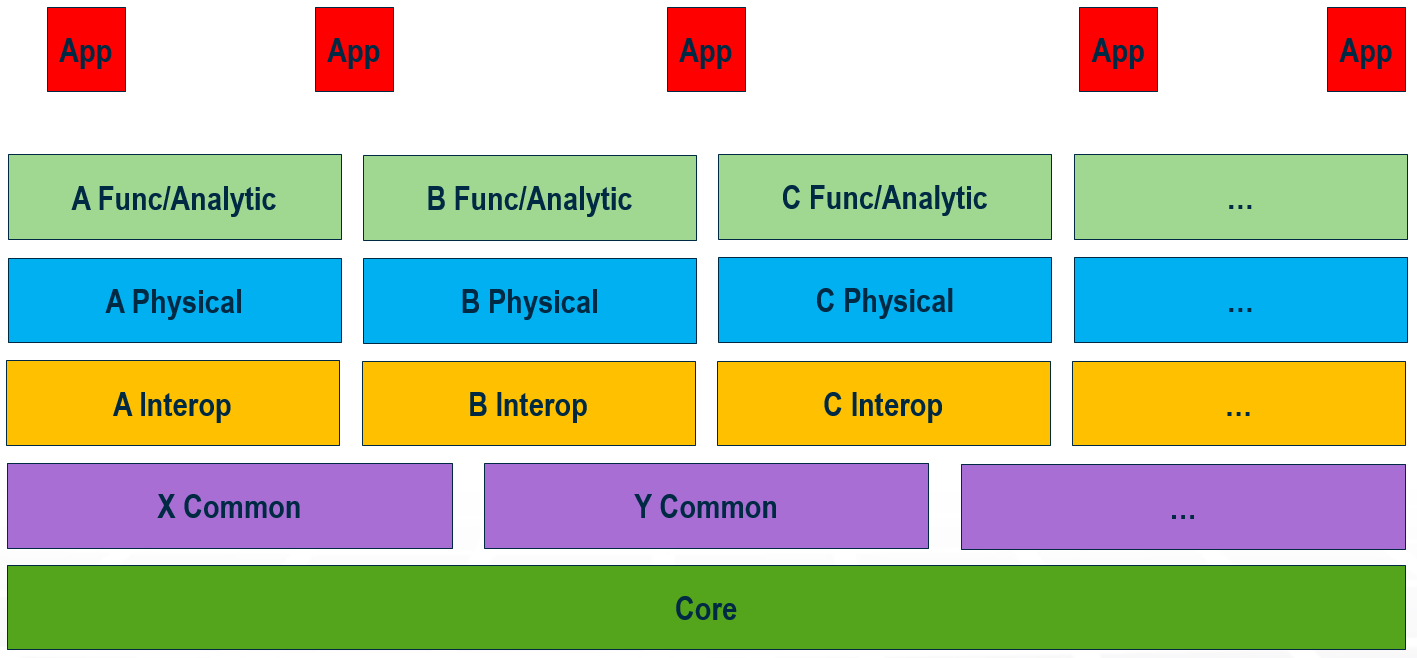 App
App
App
App
App
A Func/Analytic
B Func/Analytic
C Func/Analytic
...
A Physical
B Physical
C Physical
...
A Interop
B Interop
C Interop
...
X Common
Y Common
...
Core